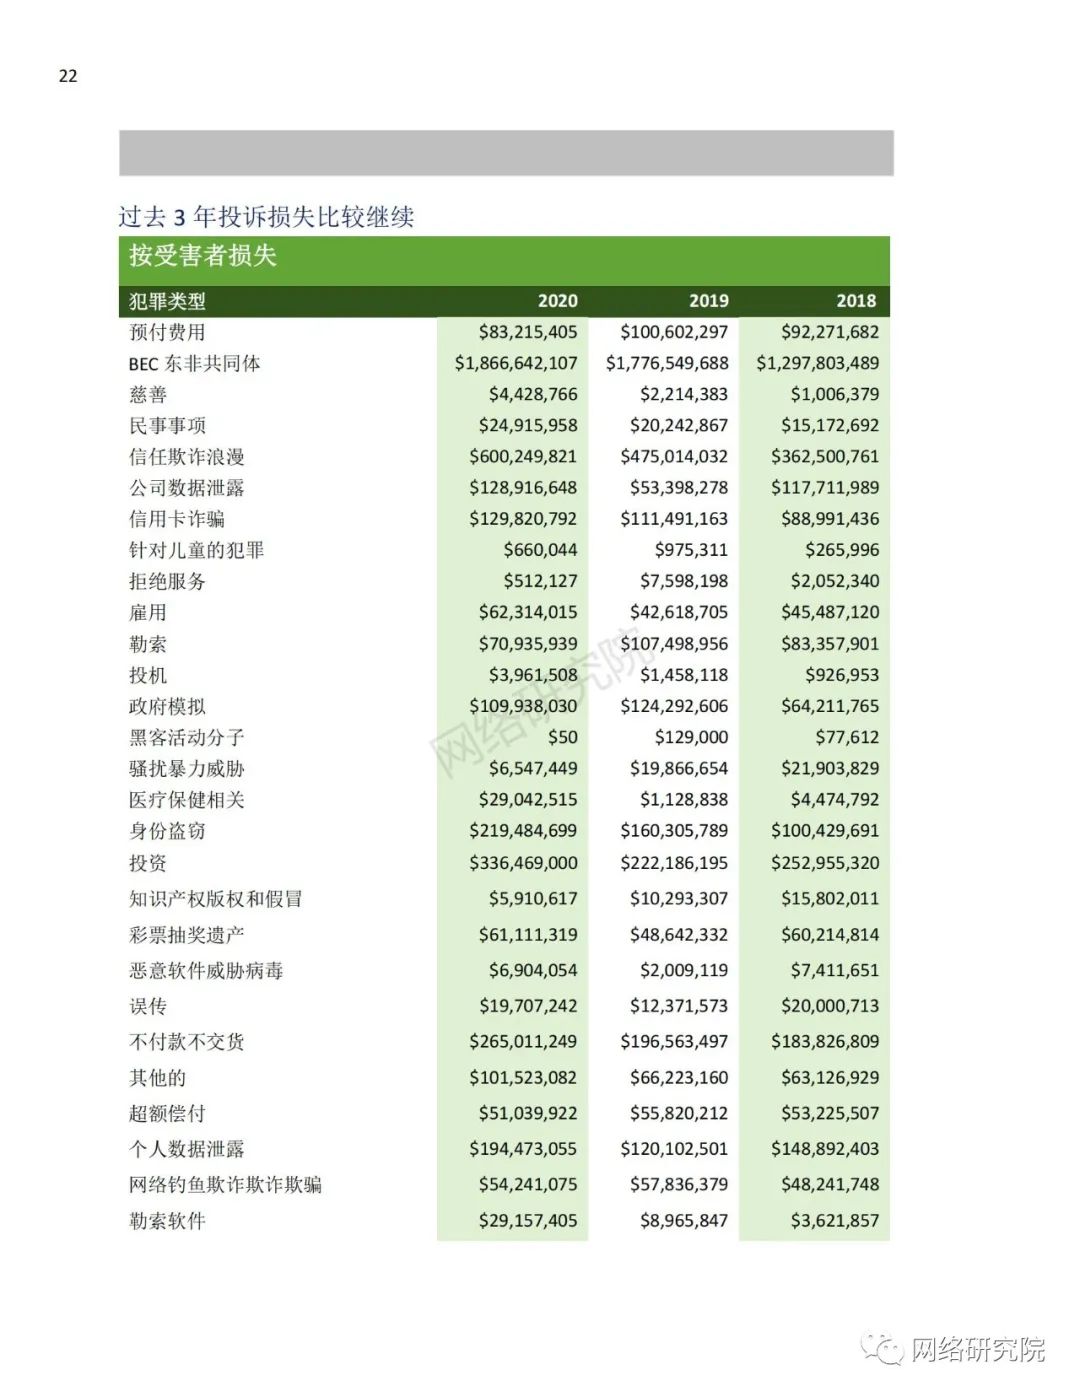 22
过去 3 年投诉损失比较继续
按受害者损失
犯罪类型 2020 2019 2018
预付费用 $83,215,405 $100,602,297 $92,271,682
BEC 东非共同体 $1,866,642,107 $1,776,549,688 $1,297,803,489
慈善 $4,428,766 $2,214,383 $1,006,379
民事事项 $24,915,958 $20,242,867 $15,172,692
信任欺诈浪漫 $600,249,821 $475,014,032 $362,500,761
公司数据泄露 $128,916,648 $53,398,278 $117,711,989
信用卡诈骗 $129,820,792 $111,491,163 $88,991,436
针对儿童的犯罪 $660,044 $975,311 $265,996
拒绝服务 $512,127 $7,598,198 $2,052,340
雇用 $62,314,015 $42,618,705 $45,487,120
勒索 $70,935,939 $107,498,956 $83,357,901
投机 $3,961,508 $1,458,118 $926,953
政府模拟 $109,938,030 $124,292,606 $64,211,765
黑客活动分子 $50 $129,000 $77,612
骚扰暴力威胁 $6,547,449 $19,866,654 $21,903,829
医疗保健相关 $29,042,515 $1,128,838 $4,474,792
身份盗窃 $219,484,699 $160,305,789 $100,429,691
投资 $336,469,000 $222,186,195 $252,955,320
知识产权版权和假冒 $5,910,617 $10,293,307 $15,802,011
彩票抽奖遗产 $61,111,319 $48,642,332 $60,214,814
恶意软件威胁病毒 $6,904,054 $2,009,119 $7,411,651
误传 $19,707,242 $12,371,573 $20,000,713
不付款不交货 $265,011,249 $196,563,497 $183,826,809
其他的 $101,523,082 $66,223,160 $63,126,929
超额偿付 $51,039,922 $55,820,212 $53,225,507
个人数据泄露 $194,473,055 $120,102,501 $148,892,403
网络钓鱼欺诈欺诈欺骗 $54,241,075 $57,836,379 $48,241,748
勒索软件 $29,157,405 $8,965,847 $3,621,857
网络研究院
网络研究院